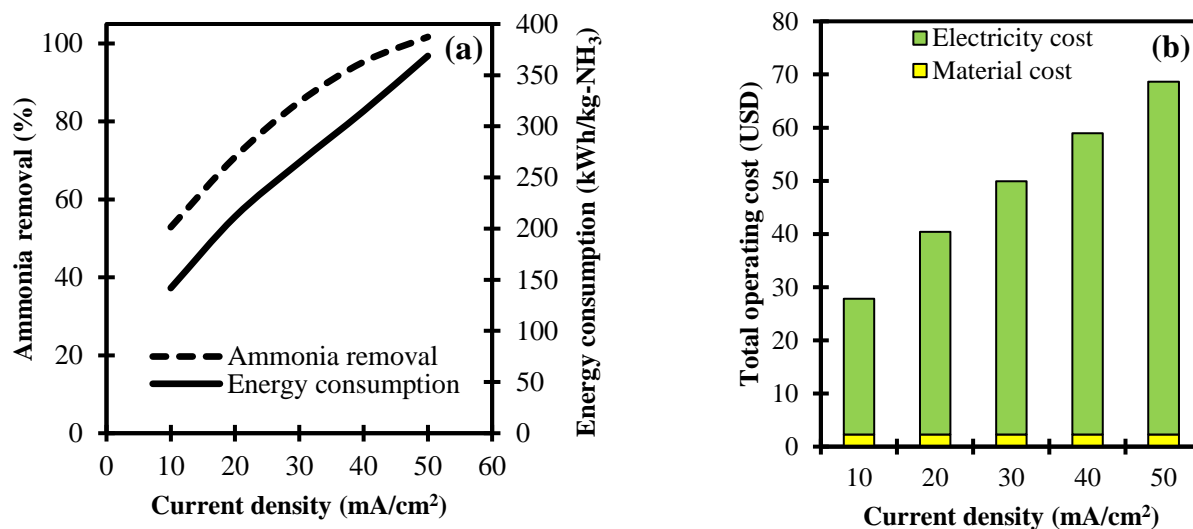 (a)
Ammonia removal (%)
100
80
60
40
20
0
Energy consumption (kWh/kg-NH₃)
400
350
300
250
200
150
100
50
0
Ammonia removal
Energy consumption
0 10 20 30 40 50 60
Current density (mA/cm²)
(b)
Total operating cost (USD)
80
70
60
50
40
30
20
10
0
Electricity cost
Material cost
10 20 30 40 50
Current density (mA/cm²)